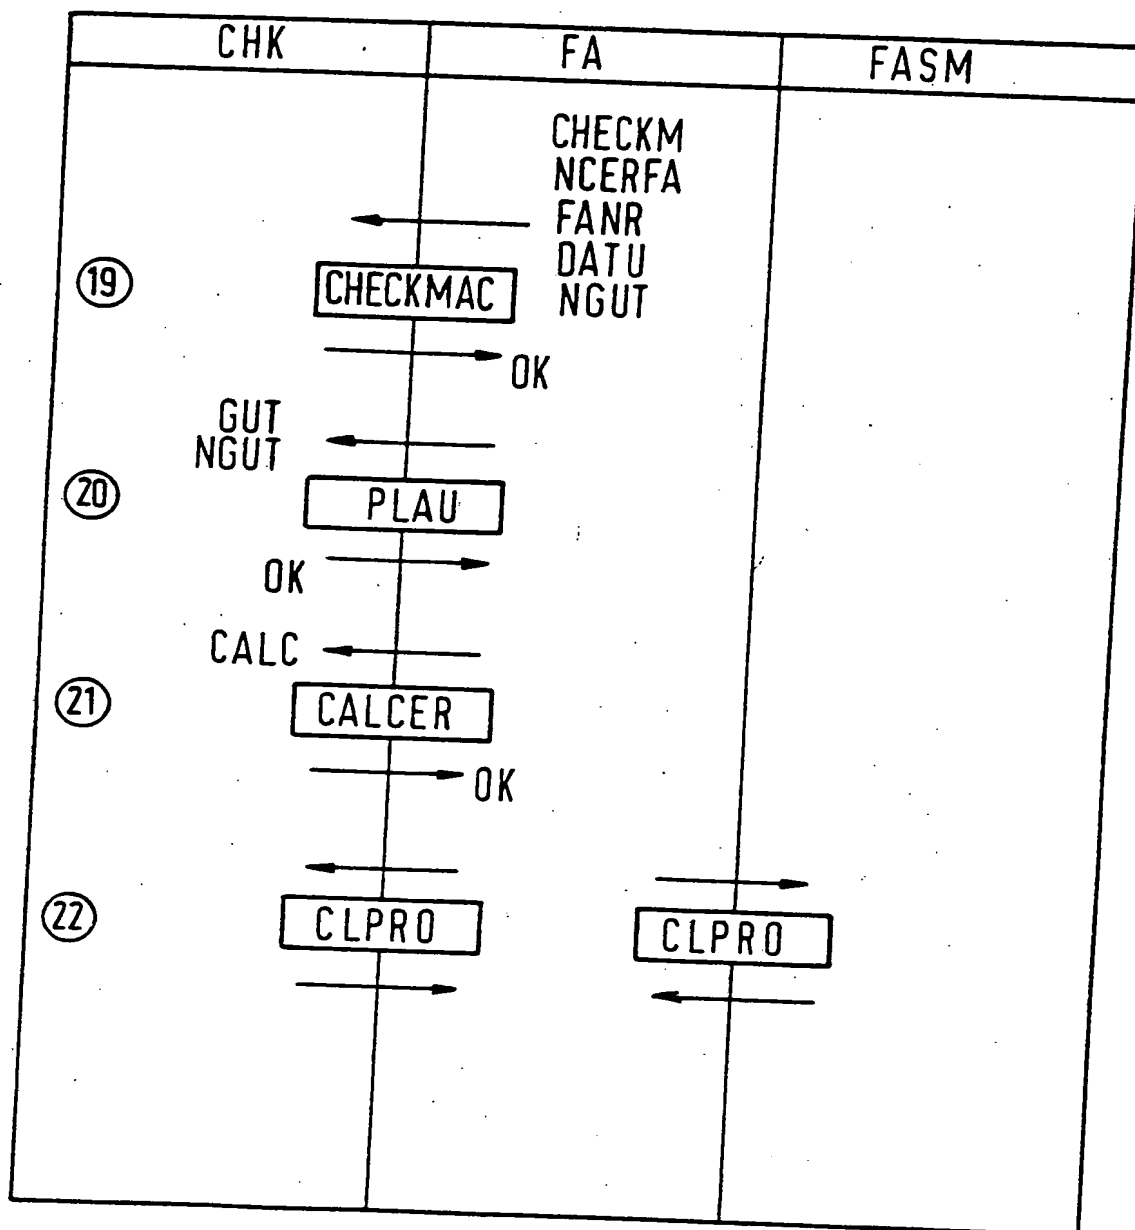 CHK FA FASM
CHECKM
NCERFA
FANR
DATU
NGUT
19 CHECKMAC
OK
GUT
NGUT
20 PLAU
OK
CALC
21 CALCER
OK
22 CLPRO CLPRO